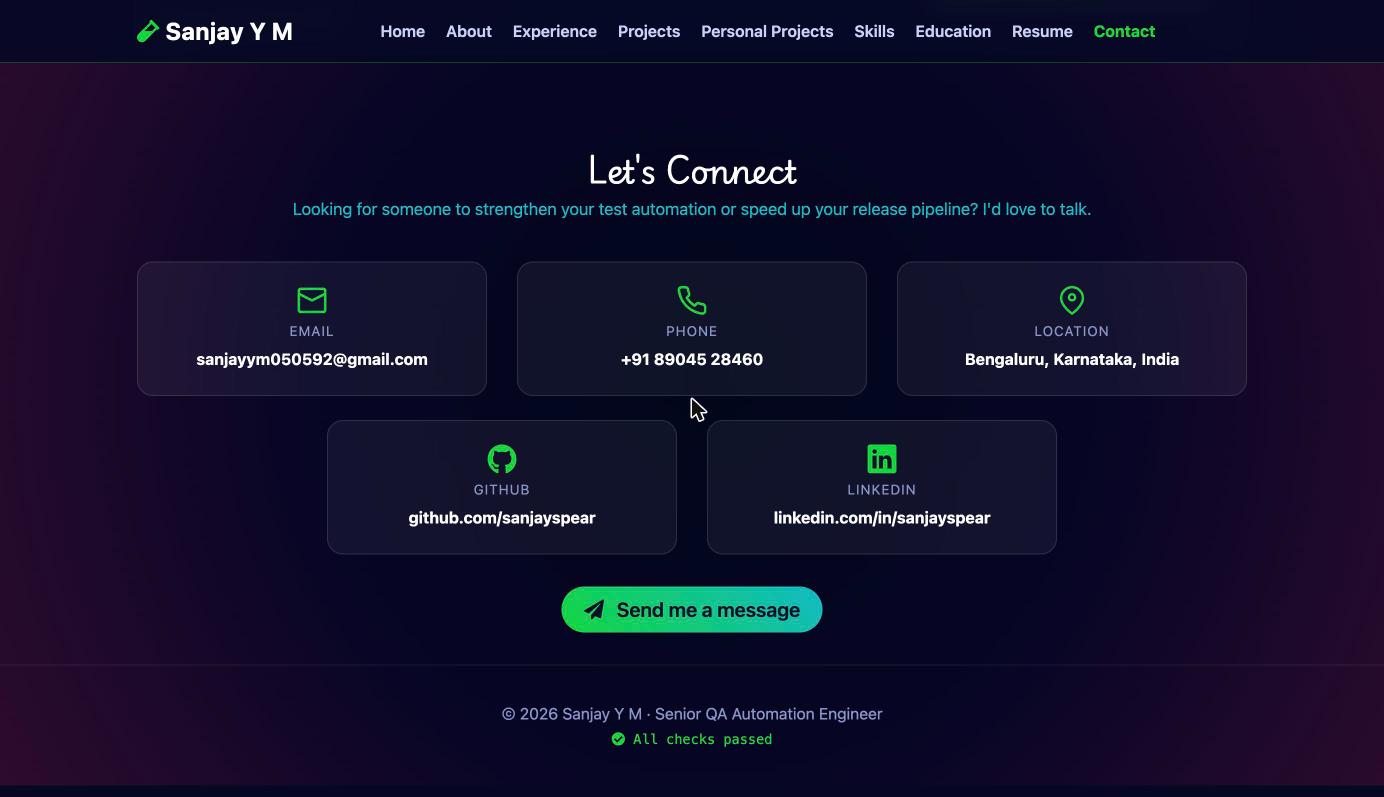 Sanjay Y M
Home About Experience Projects Personal Projects Skills Education Resume Contact
Let's Connect
Looking for someone to strengthen your test automation or speed up your release pipeline? I'd love to talk.
EMAIL
sanjayym050592@gmail.com
PHONE
+91 89045 28460
LOCATION
Bengaluru, Karnataka, India
GITHUB
github.com/sanjayspear
LINKEDIN
linkedin.com/in/sanjayspear
Send me a message
© 2026 Sanjay Y M · Senior QA Automation Engineer
All checks passed